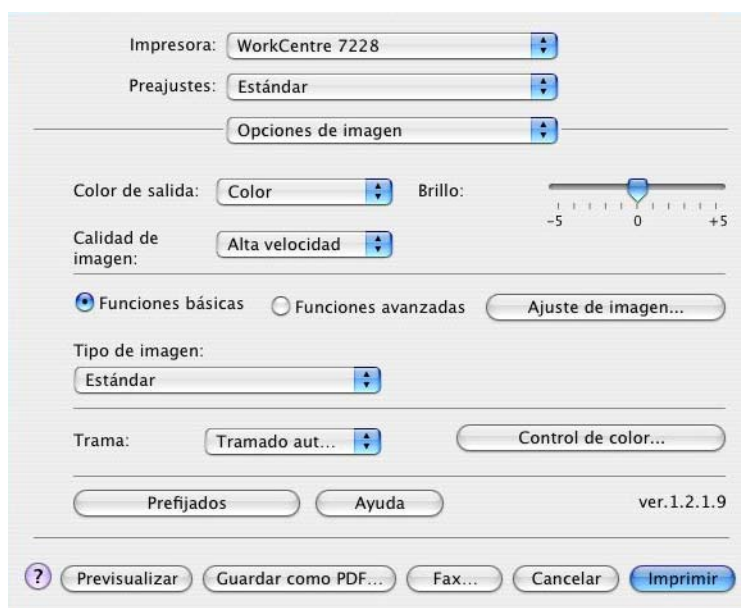 Impresora: WorkCentre 7228
Preajustes: Estándar
Opciones de imagen
Color de salida: Color Brillo:
-5 0 +5
Calidad de imagen: Alta velocidad
Funciones básicas Funciones avanzadas Ajuste de imagen...
Tipo de imagen:
Estándar
Trama: Tramado aut... Control de color...
Prefijados Ayuda ver.1.2.1.9
? Previsualizar Guardar como PDF... Fax... Cancelar Imprimir